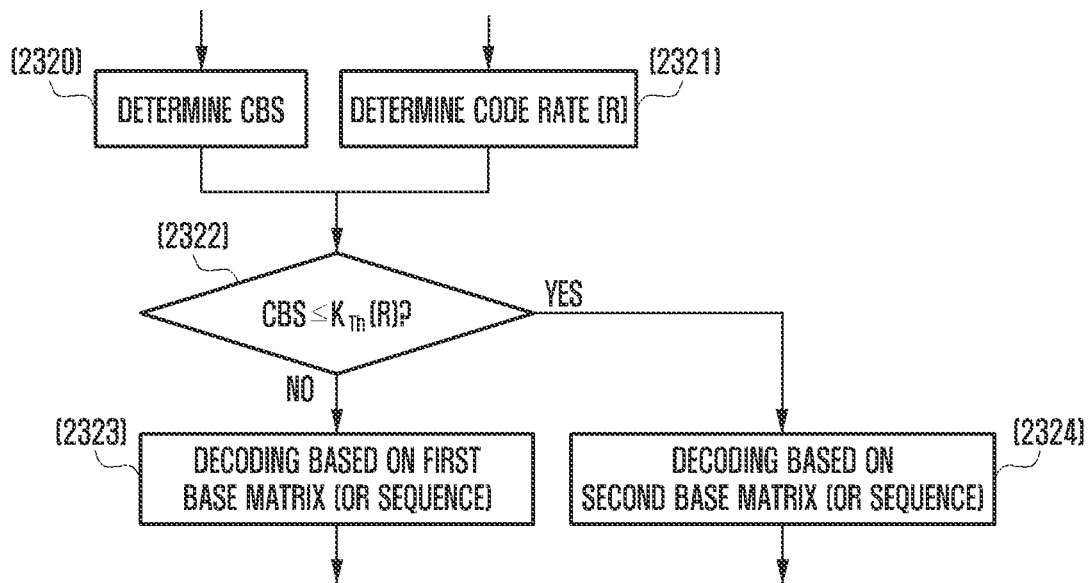 (2320)
DETERMINE CBS
(2321)
DETERMINE CODE RATE (R)
(2322)
CBS ≤ K_Th (R)?
YES
NO
(2323)
DECODING BASED ON FIRST
BASE MATRIX (OR SEQUENCE)
(2324)
DECODING BASED ON
SECOND BASE MATRIX (OR SEQUENCE)